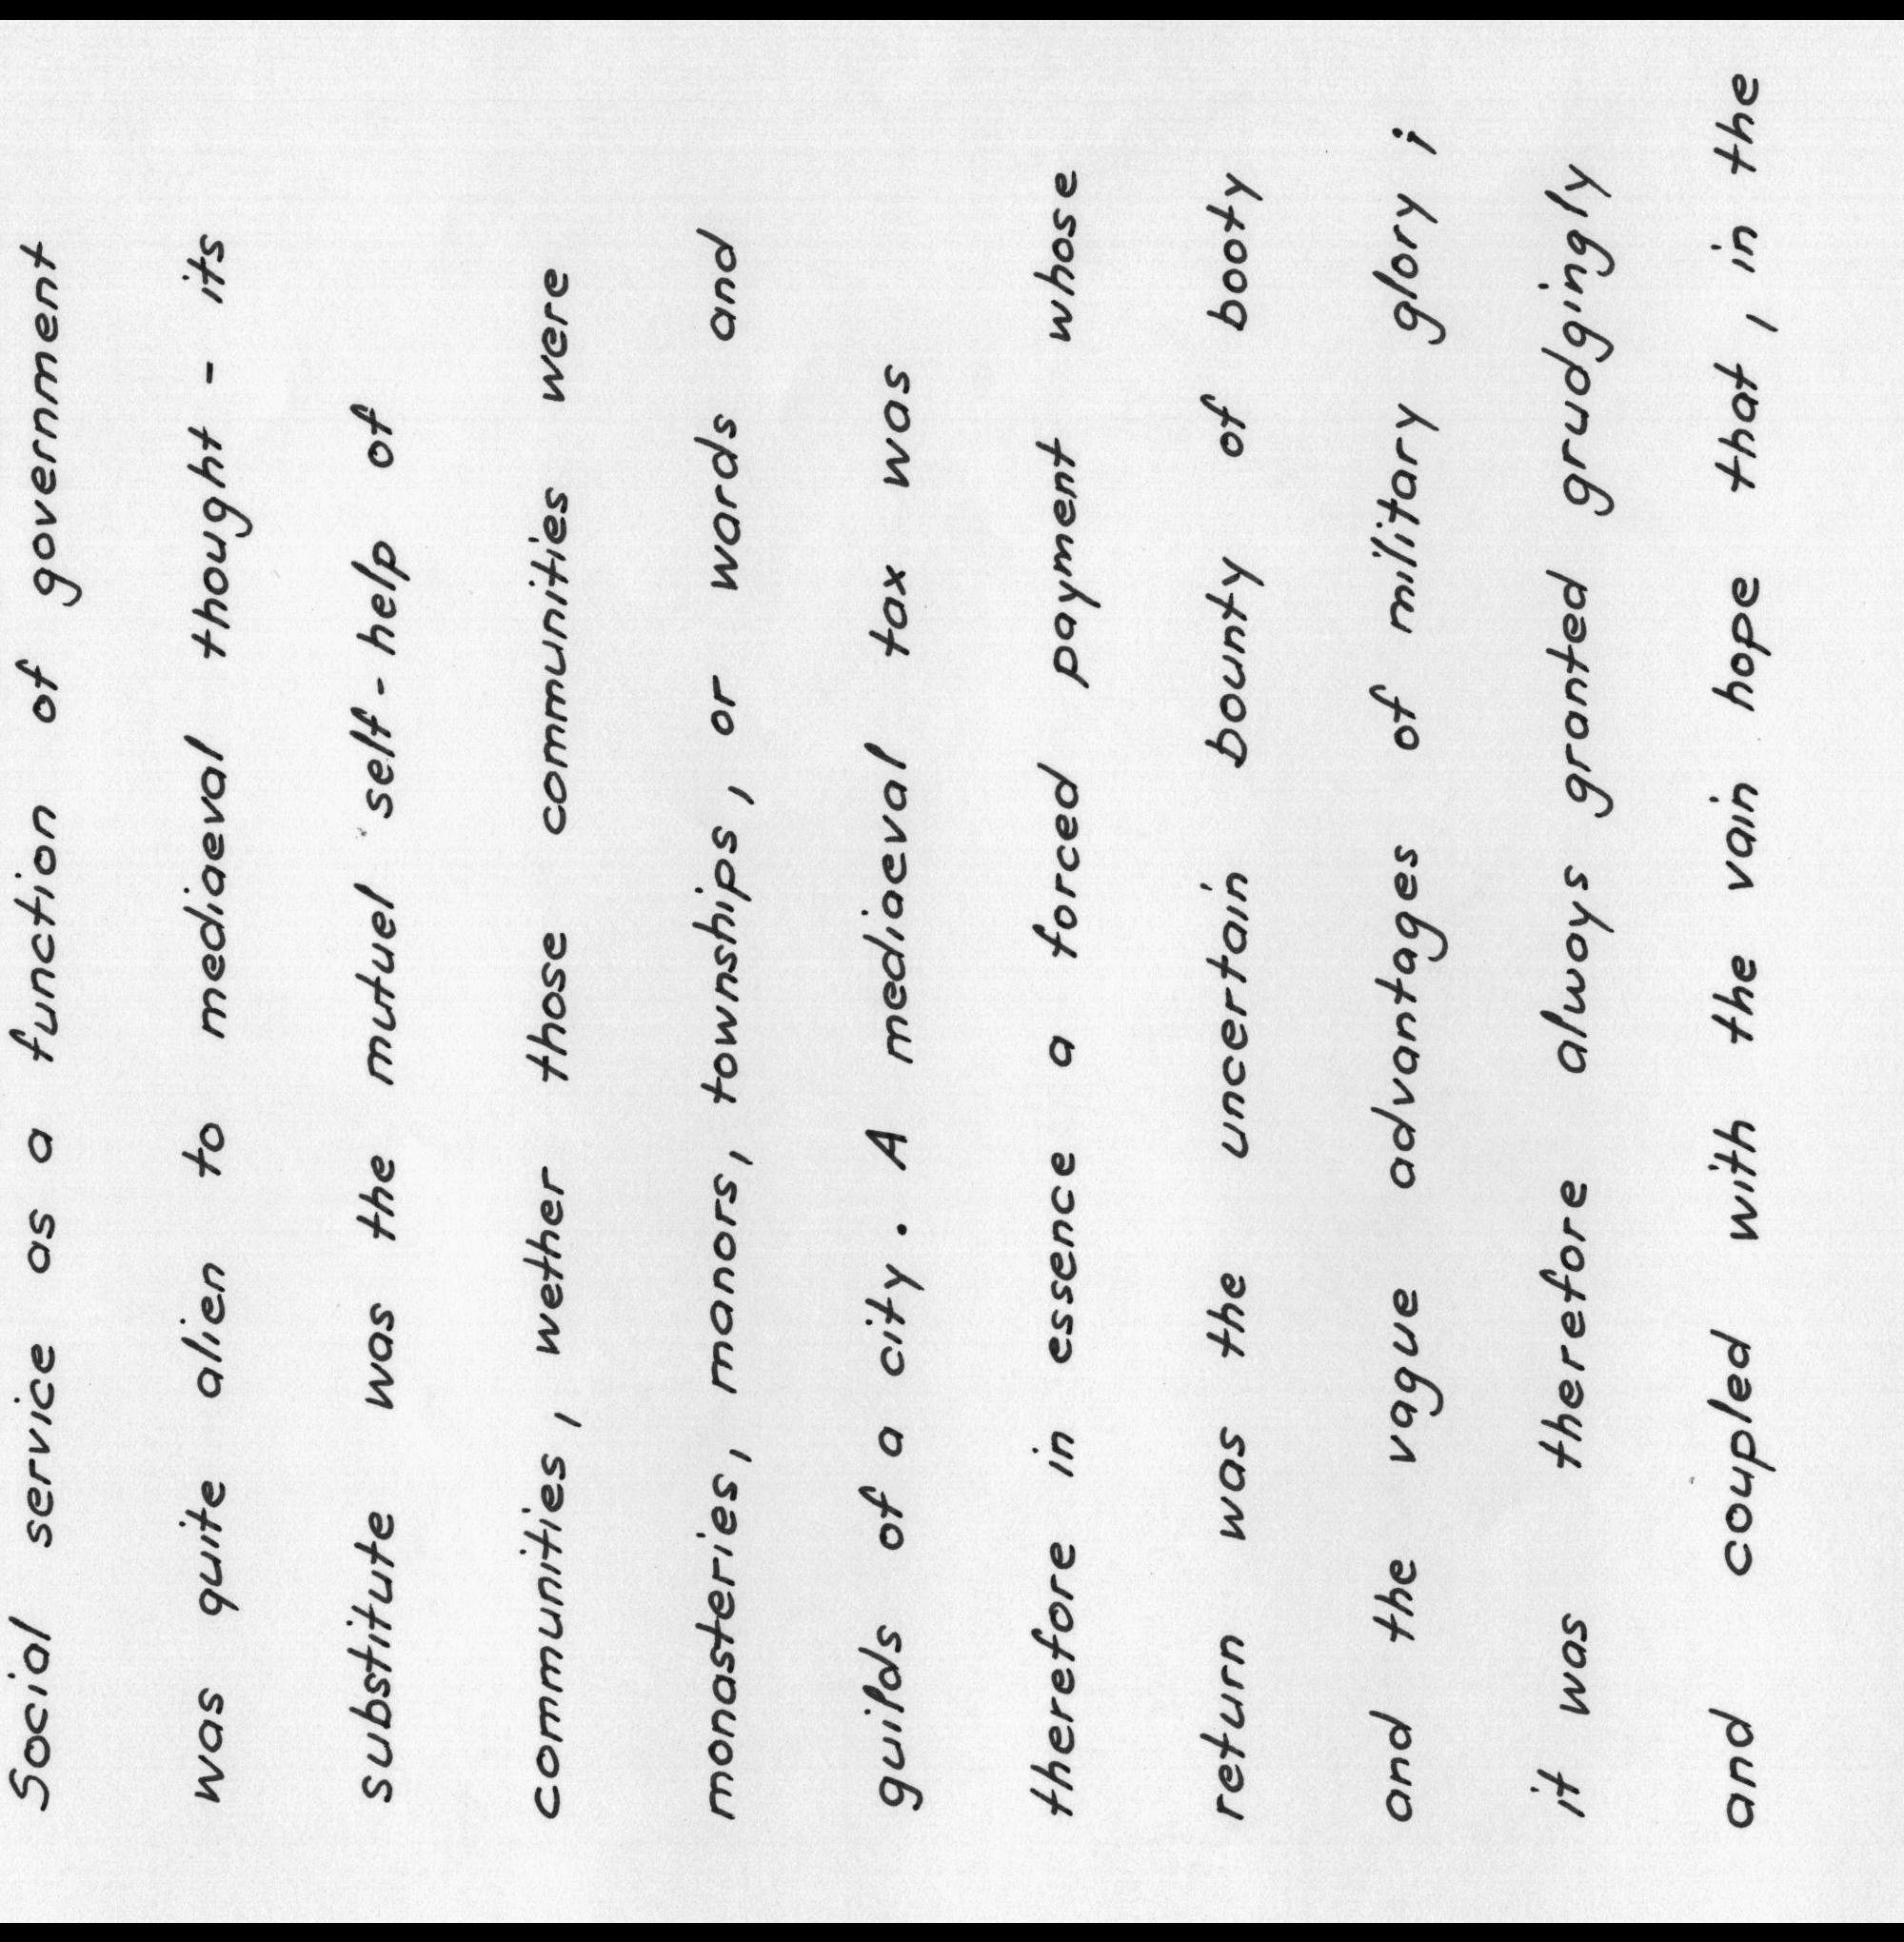 Social service as a function of government
was quite alien to mediaeval thought - its
substitute was the mutuel self-help of
communities, wether those communities were
monasteries, manors, townships, or wards and
guilds of a city. A mediaeval tax was
therefore in essence a forced payment whose
return was the uncertain bounty of booty
and the vague advantages of military glory;
it was therefore always granted grudgingly
and coupled with the vain hope that, in the